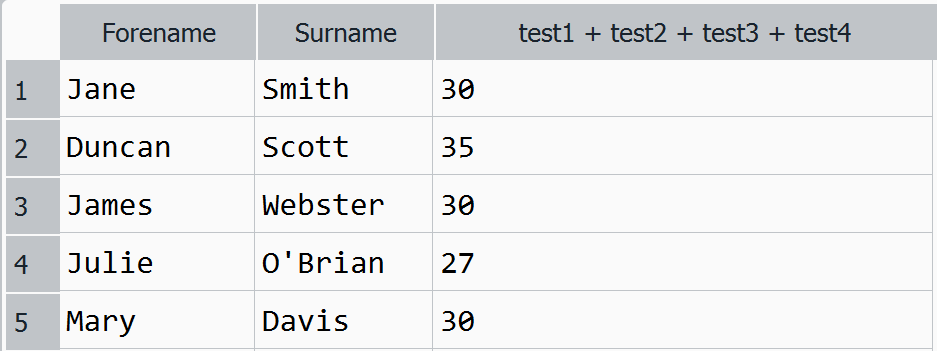 Forename Surname test1 + test2 + test3 + test4
1 Jane Smith 30
2 Duncan Scott 35
3 James Webster 30
4 Julie O'Brian 27
5 Mary Davis 30